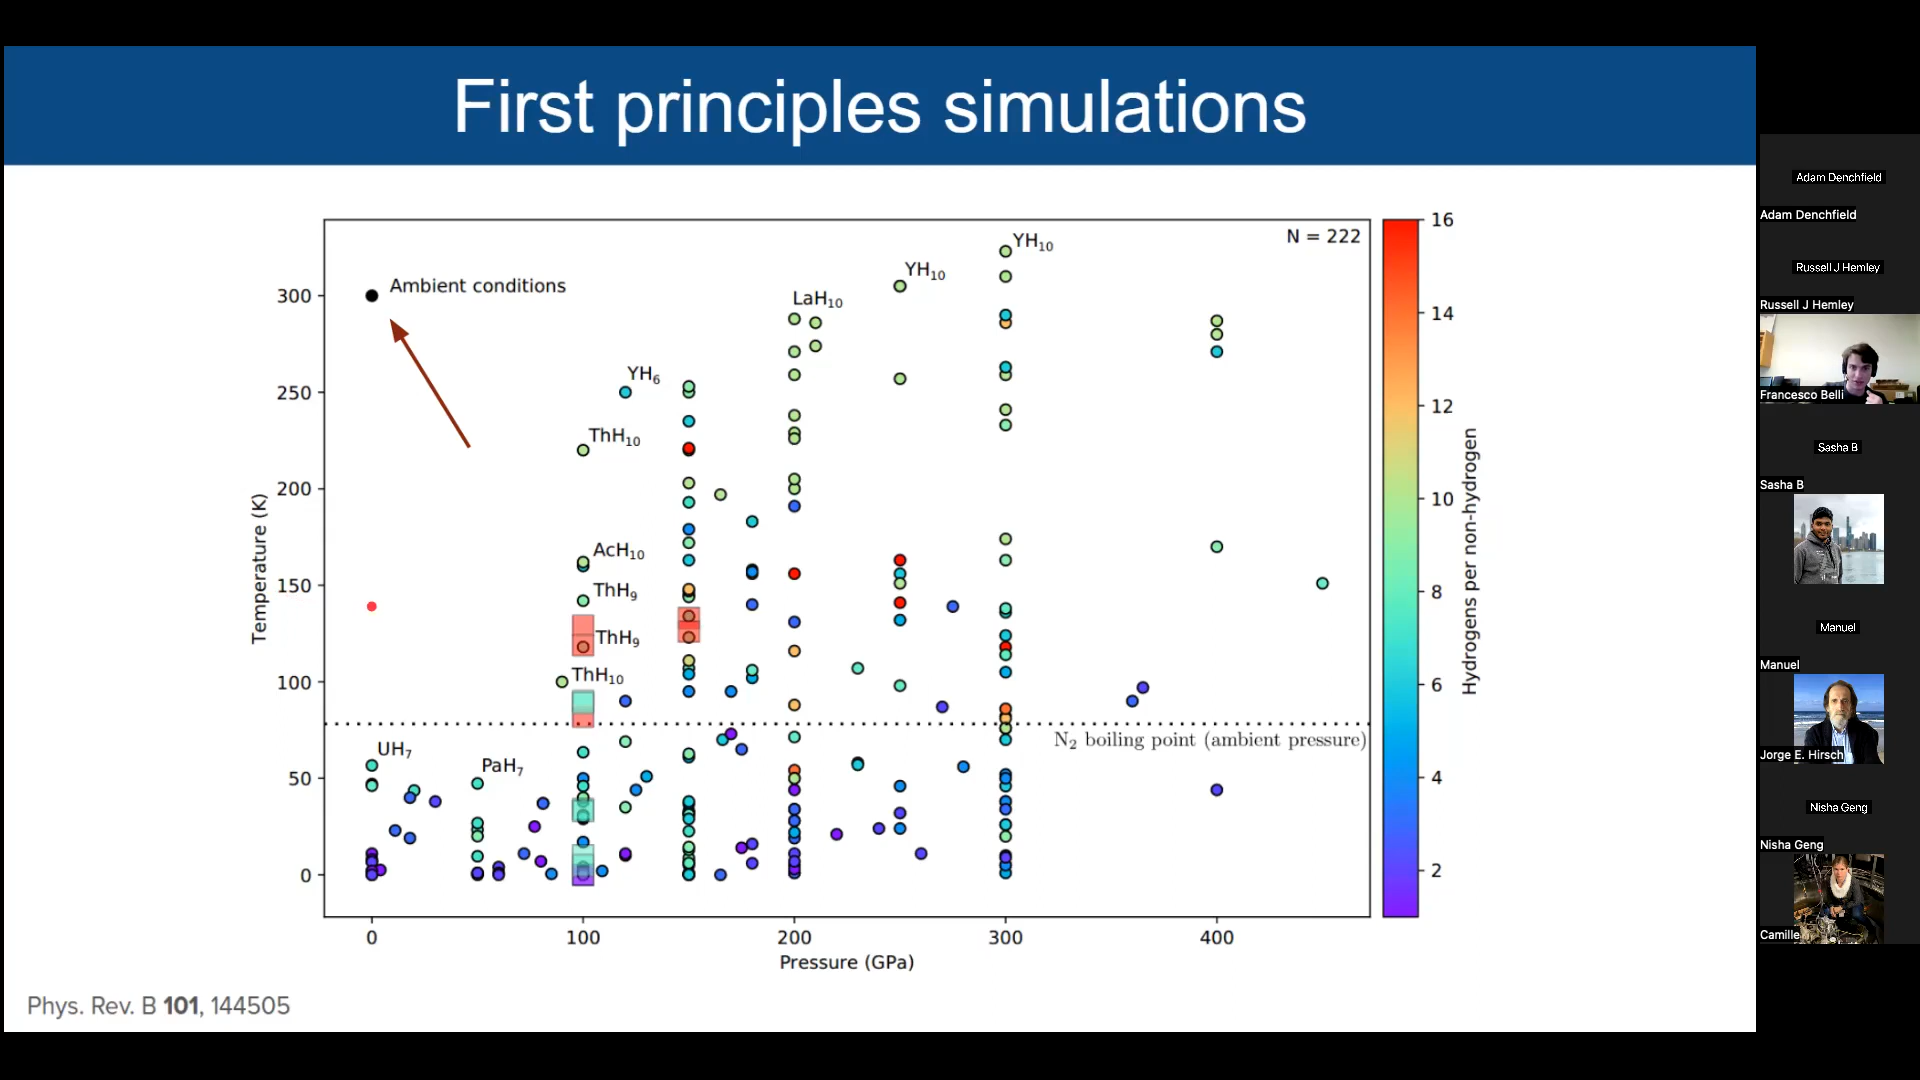 First principles simulations
N = 222
Ambient conditions
YH10
YH10
LaH10
YH6
ThH10
AcH10
ThH9
ThH9
ThH10
UH7
PaH7
N2 boiling point (ambient pressure)
Temperature (K)
300
250
200
150
100
50
0
0
100
200
300
400
Pressure (GPa)
16
14
12
10
8
6
4
2
Hydrogens per non-hydrogen
Phys. Rev. B 101, 144505
Adam Denchfield
Adam Denchfield
Russell J Hemley
Russell J Hemley
Francesco Belli
Sasha B
Sasha B
Manuel
Manuel
Jorge E. Hirsch
Nisha Geng
Nisha Geng
Camille